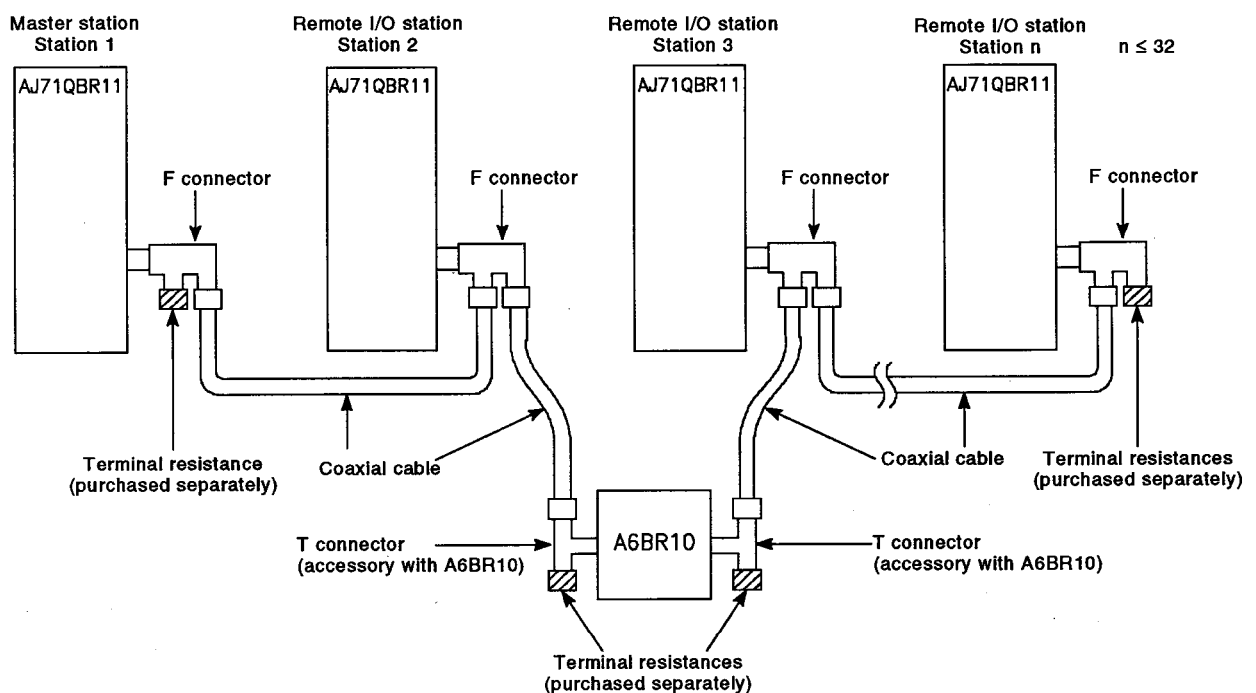 Master station
Station 1
Remote I/O station
Station 2
Remote I/O station
Station 3
Remote I/O station
Station n
n ≤ 32
AJ71QBR11
AJ71QBR11
AJ71QBR11
AJ71QBR11
F connector
F connector
F connector
F connector
Terminal resistance
(purchased separately)
Coaxial cable
Coaxial cable
Terminal resistances
(purchased separately)
T connector
(accessory with A6BR10)
A6BR10
T connector
(accessory with A6BR10)
Terminal resistances
(purchased separately)